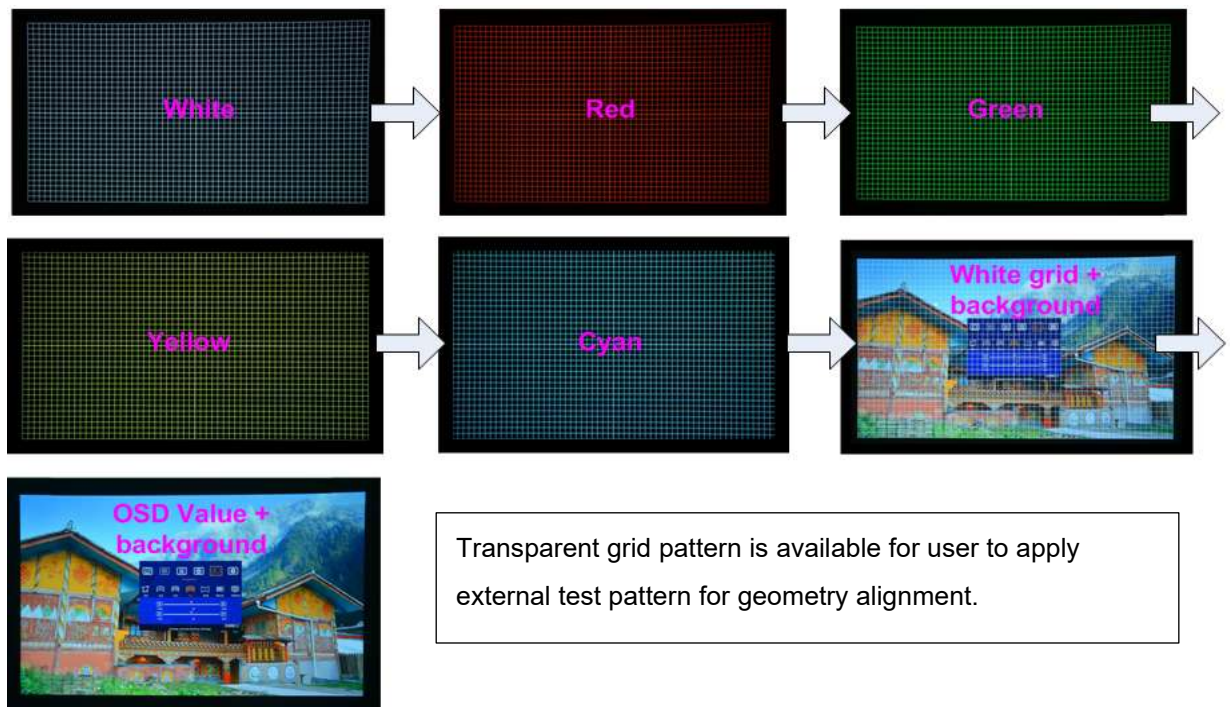 White
Red
Green
Yellow
Cyan
White grid +
background
OSD Value +
background
Transparent grid pattern is available for user to apply
external test pattern for geometry alignment.